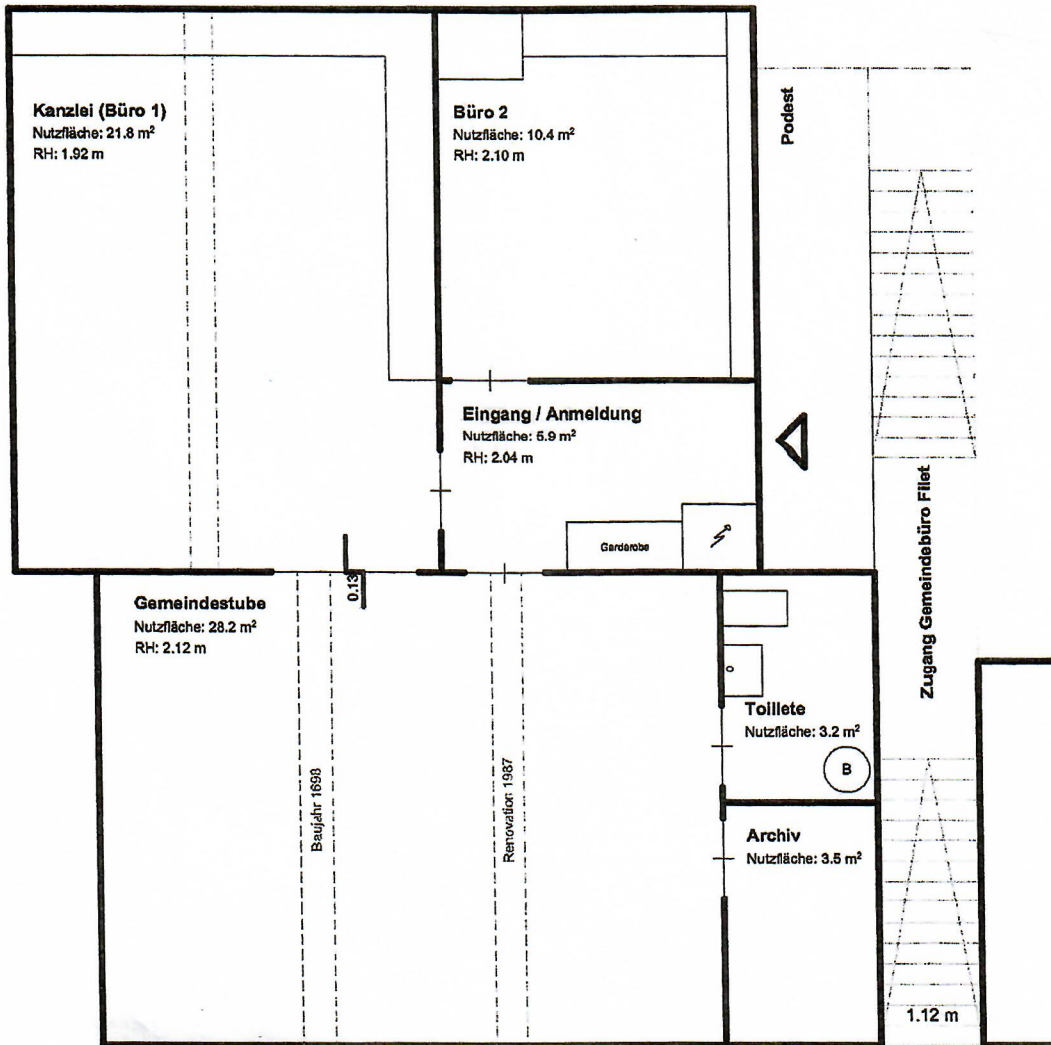 Kanzlei (Büro 1)
Nutzfläche: 21.8 m²
RH: 1.92 m
Büro 2
Nutzfläche: 10.4 m²
RH: 2.10 m
Podest
Eingang / Anmeldung
Nutzfläche: 5.9 m²
RH: 2.04 m
Garderobe
Zugang Gemeindebüro Filet
0.13
Gemeindestube
Nutzfläche: 28.2 m²
RH: 2.12 m
Baujahr 1698
Renovation 1987
Toillete
Nutzfläche: 3.2 m²
B
Archiv
Nutzfläche: 3.5 m²
1.12 m